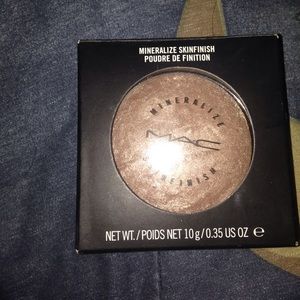 MINERALIZE SKINFINISH
POUDRE DE FINITION
MINERALIZE
MAC
SKINFINISH
NET WT./POIDS NET 10 g/0.35 US OZ ℮